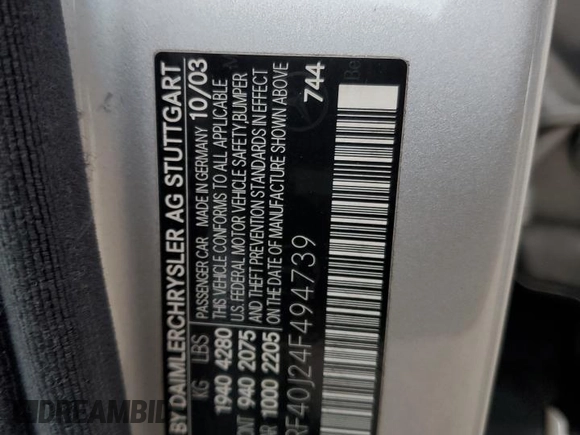 BY DAIMLERCHRYSLER AG STUTTGART
KG LBS PASSENGER CAR MADE IN GERMANY 10/03
1940 4280 THIS VEHICLE CONFORMS TO ALL APPLICABLE
U.S. FEDERAL MOTOR VEHICLE SAFETY, BUMPER
940 2075 AND THEFT PREVENTION STANDARDS IN EFFECT
1000 2205 ON THE DATE OF MANUFACTURE SHOWN ABOVE
RF40J24F494739 744
DREAMBID